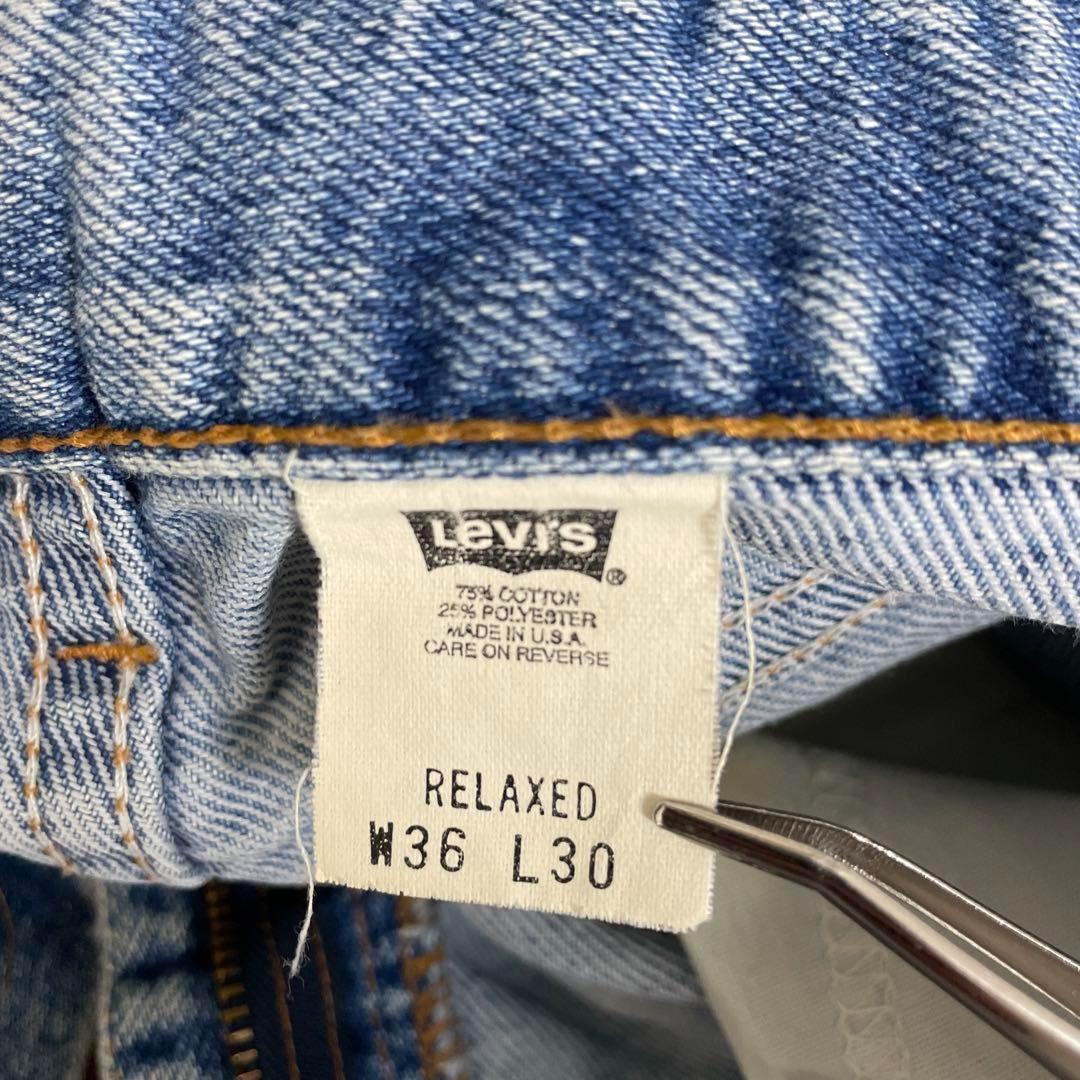 Levi's®
75% COTTON
25% POLYESTER
MADE IN U.S.A.
CARE ON REVERSE
RELAXED
W36 L30